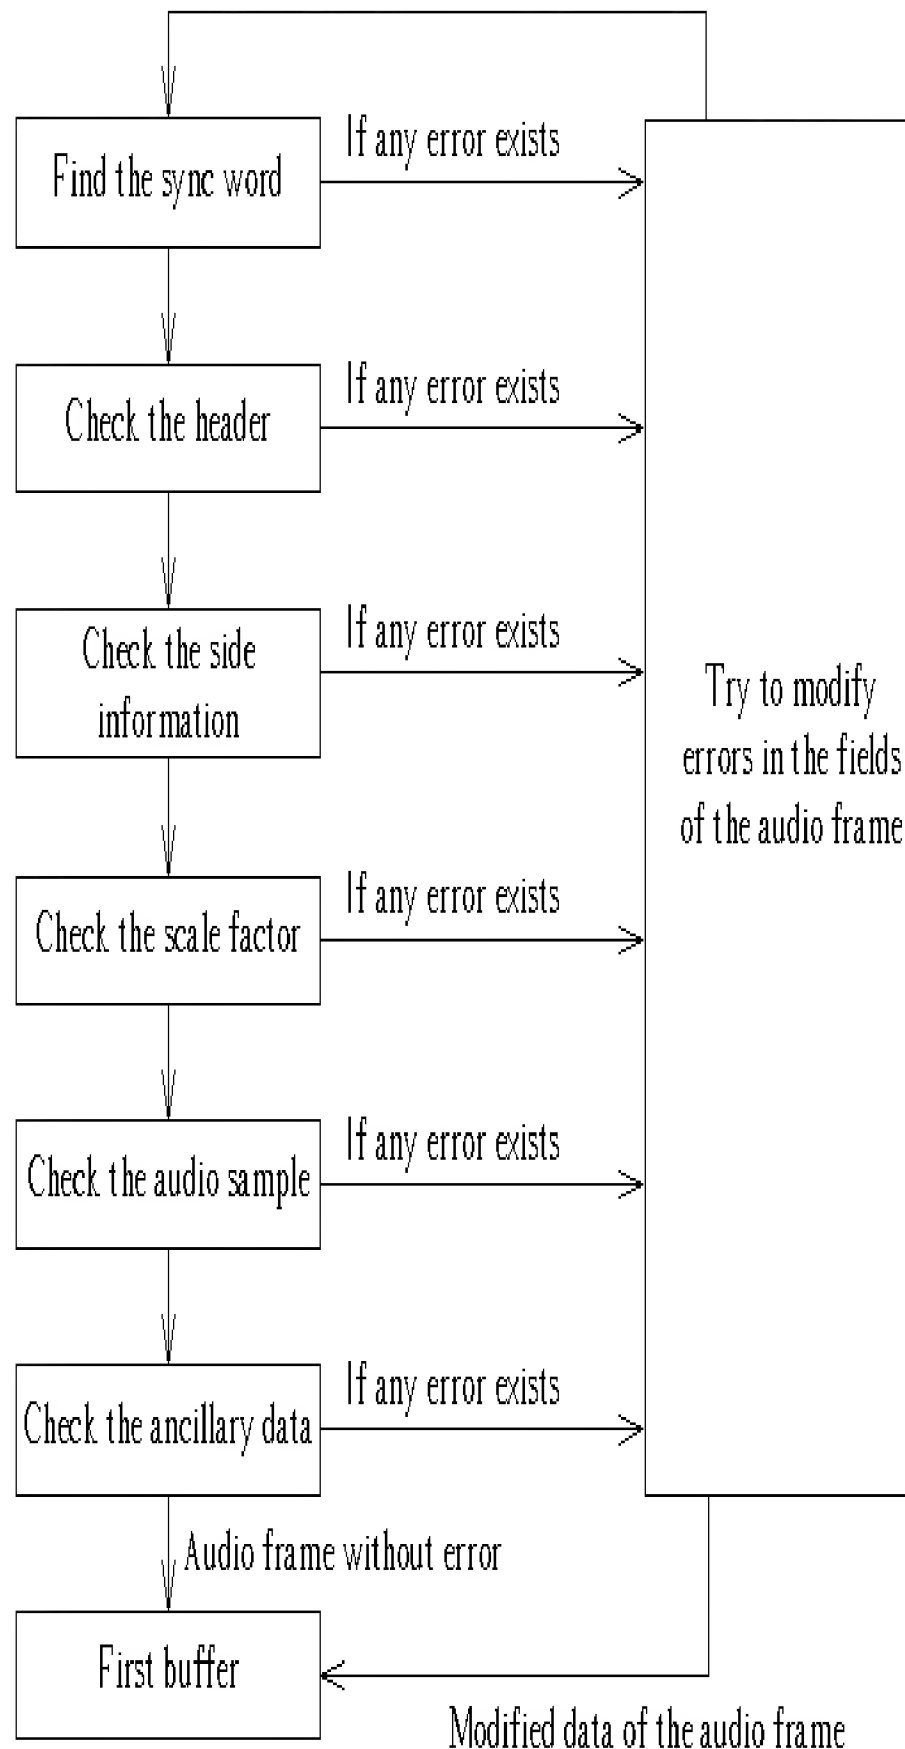 If any error exists
Find the sync word
If any error exists
Check the header
If any error exists
Check the side
information
Try to modify
errors in the fields
of the audio frame
If any error exists
Check the scale factor
If any error exists
Check the audio sample
If any error exists
Check the ancillary data
Audio frame without error
First buffer
Modified data of the audio frame